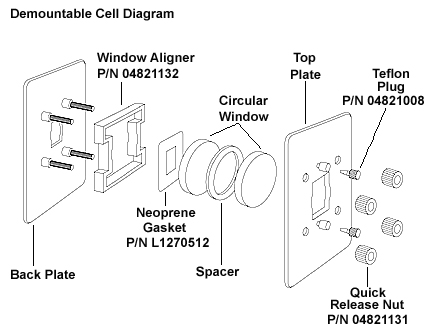 Demountable Cell Diagram
Window Aligner
P/N 04821132
Top
Plate
Teflon
Plug
P/N 04821008
Circular
Window
Neoprene
Gasket
P/N L1270512
Spacer
Back Plate
Quick
Release Nut
P/N 04821131